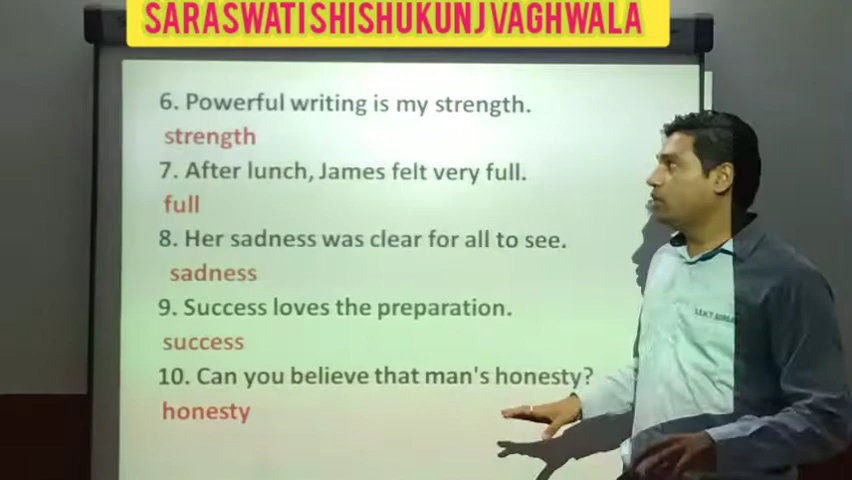 SARASWATI SHISHUKUNJ VAGHWALA
6. Powerful writing is my strength.
strength
7. After lunch, James felt very full.
full
8. Her sadness was clear for all to see.
sadness
9. Success loves the preparation.
success
10. Can you believe that man's honesty?
honesty